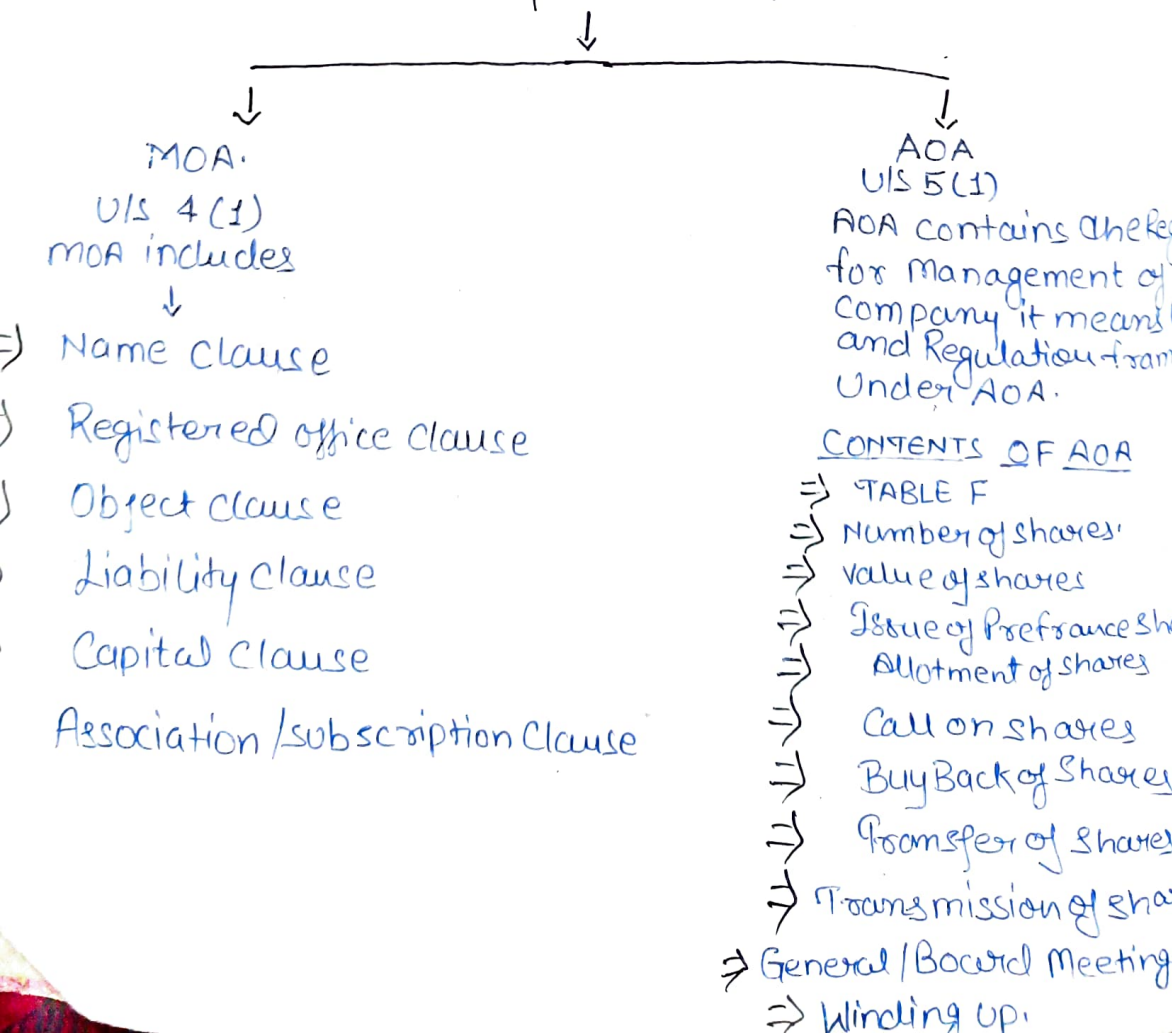 MOA.
U/S 4(1)
MOA includes
Name Clause
Registered office Clause
Object Clause
Liability Clause
Capital Clause
Association/subscription Clause
AOA
U/S 5(1)
AOA contains
for Management of
Company it means
and Regulation
Under AOA.
CONTENTS OF AOA
⇒ TABLE F
⇒ Number of shares.
⇒ value of shares
⇒ Issue of Prefrance
⇒ Allotment of shares
⇒ Call on shares
⇒ Buy Back of Shares
⇒ Transfer of Shares
⇒ Transmission of
⇒ General/Board Meeting
⇒ Winding up.